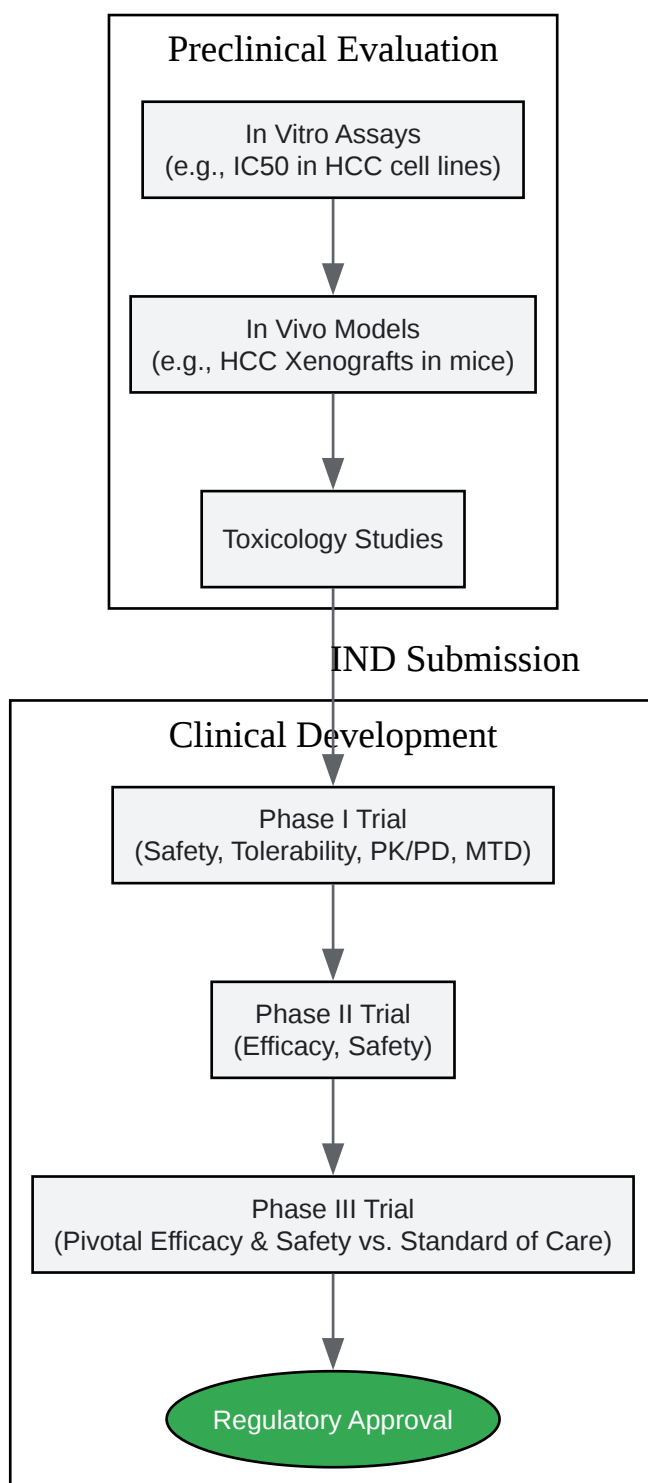 Preclinical Evaluation
In Vitro Assays
(e.g., IC50 in HCC cell lines)
In Vivo Models
(e.g., HCC Xenografts in mice)
Toxicology Studies
IND Submission
Clinical Development
Phase I Trial
(Safety, Tolerability, PK/PD, MTD)
Phase II Trial
(Efficacy, Safety)
Phase III Trial
(Pivotal Efficacy & Safety vs. Standard of Care)
Regulatory Approval